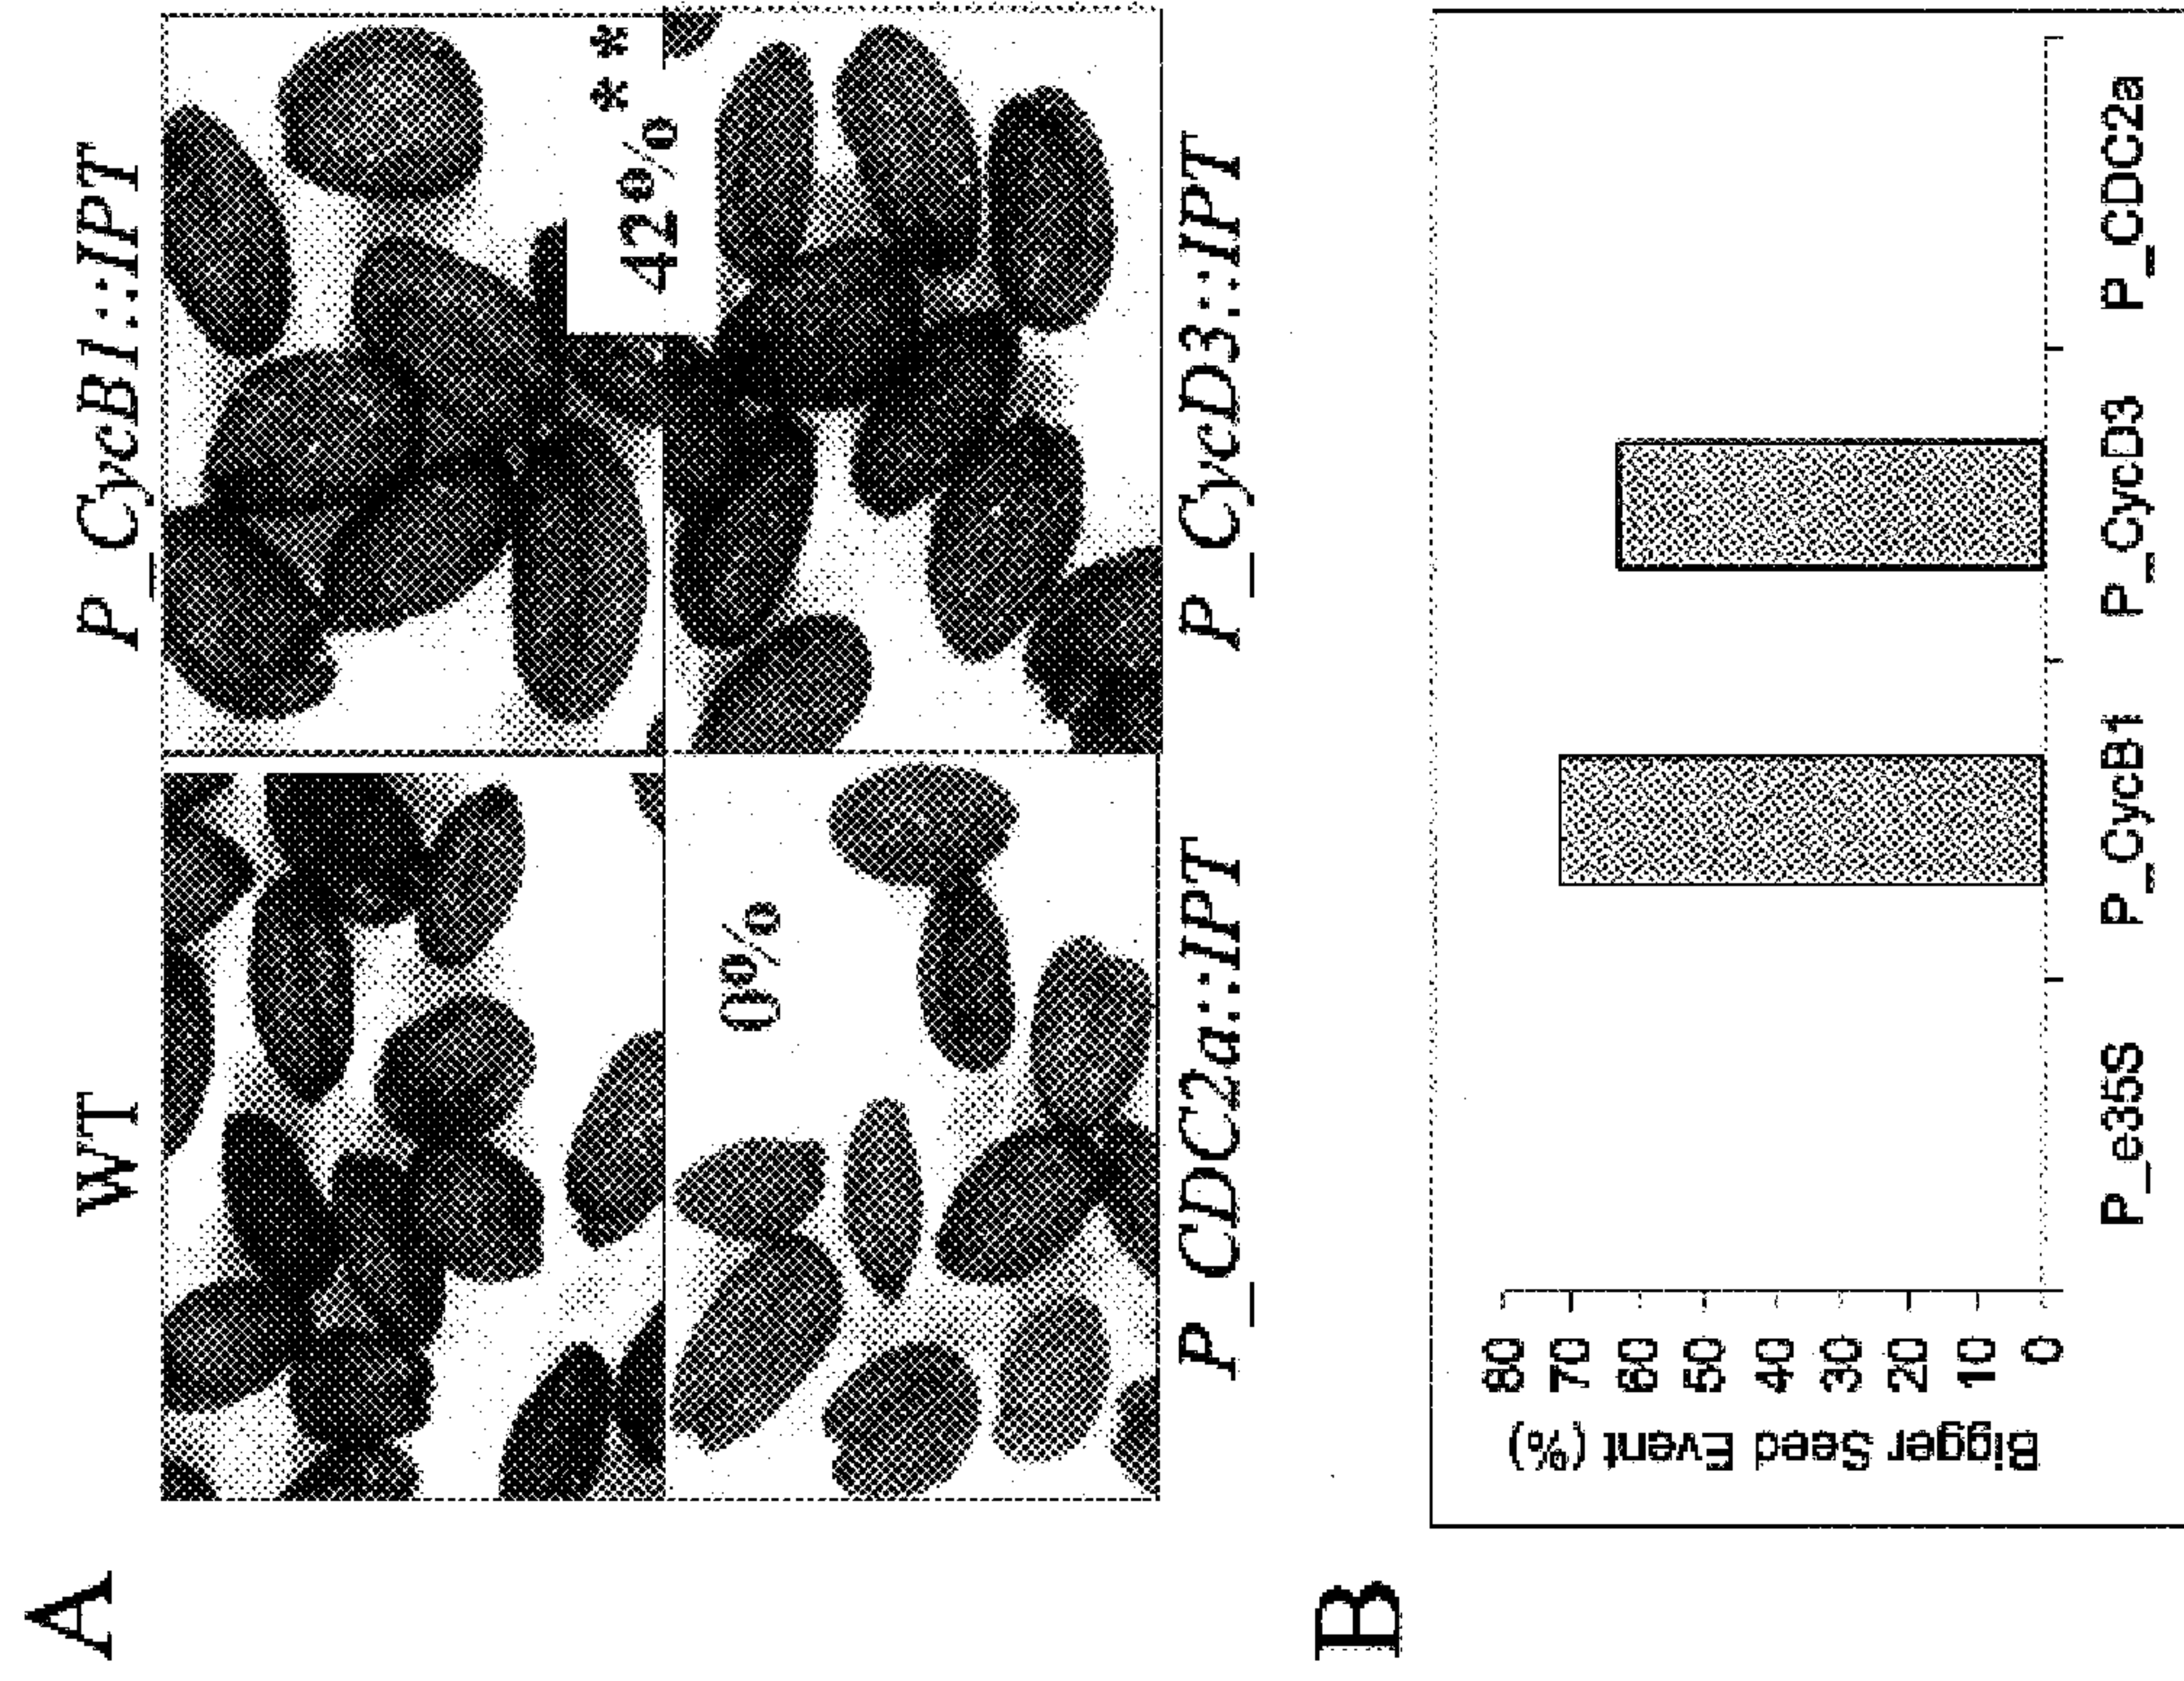 A
WT
P_CycB1::IPT
42% **
0%
P_CDC2a::IPT
P_CycD3::IPT
B
Bigger Seed Event (%)
80
70
60
50
40
30
20
10
0
P_e35S
P_CycB1
P_CycD3
P_CDC2a